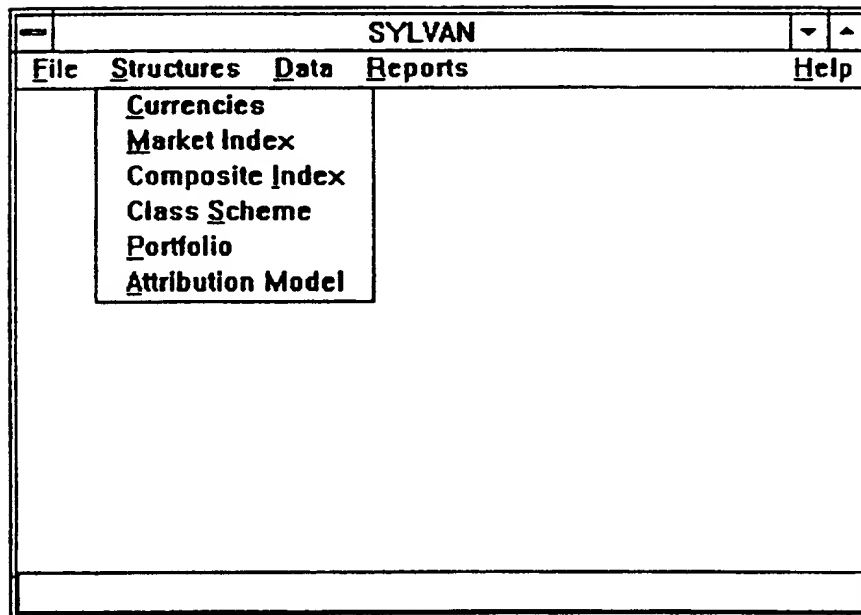 SYLVAN
File Structures Data Reports Help
Currencies
Market Index
Composite Index
Class Scheme
Portfolio
Attribution Model